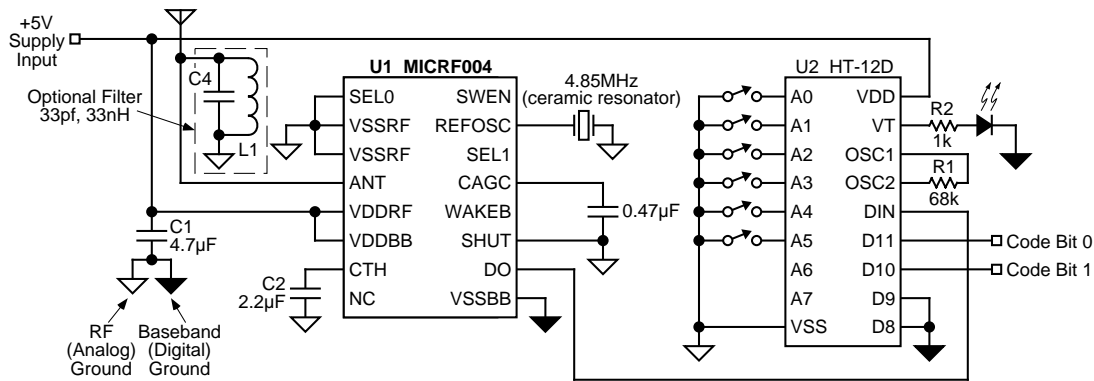 +5V
Supply
Input
C4
Optional Filter
33pf, 33nH
L1
C1
4.7µF
C2
2.2µF
RF
(Analog)
Ground
Baseband
(Digital)
Ground
U1 MICRF004
SEL0
VSSRF
VSSRF
ANT
VDDRF
VDDBB
CTH
NC
SWEN
REFOSC
SEL1
CAGC
WAKEB
SHUT
DO
VSSBB
4.85MHz
(ceramic resonator)
0.47µF
U2 HT-12D
A0
A1
A2
A3
A4
A5
A6
A7
VSS
VDD
VT
OSC1
OSC2
DIN
D11
D10
D9
D8
R2
1k
R1
68k
Code Bit 0
Code Bit 1